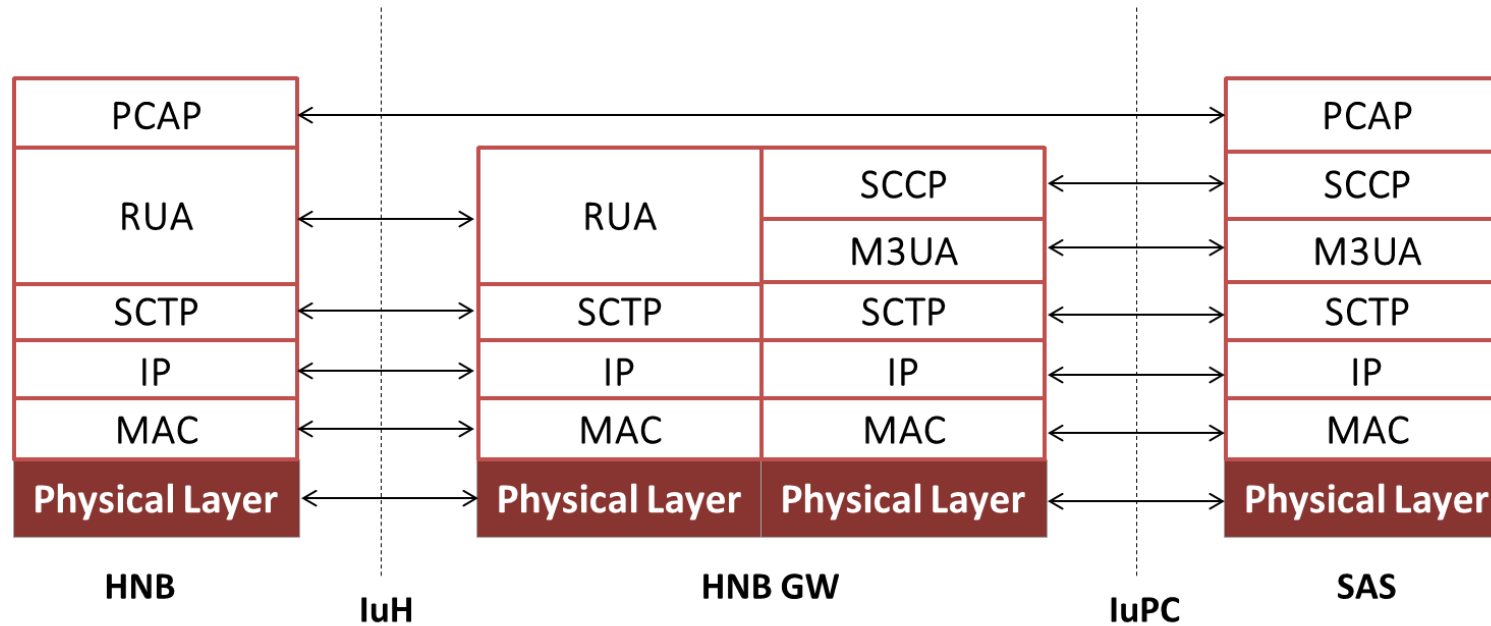 PCAP
PCAP
RUA
RUA
SCCP
SCCP
M3UA
M3UA
SCTP
SCTP
SCTP
SCTP
IP
IP
IP
IP
MAC
MAC
MAC
MAC
Physical Layer
Physical Layer
Physical Layer
Physical Layer
HNB
HNB GW
SAS
IuH
IuPC